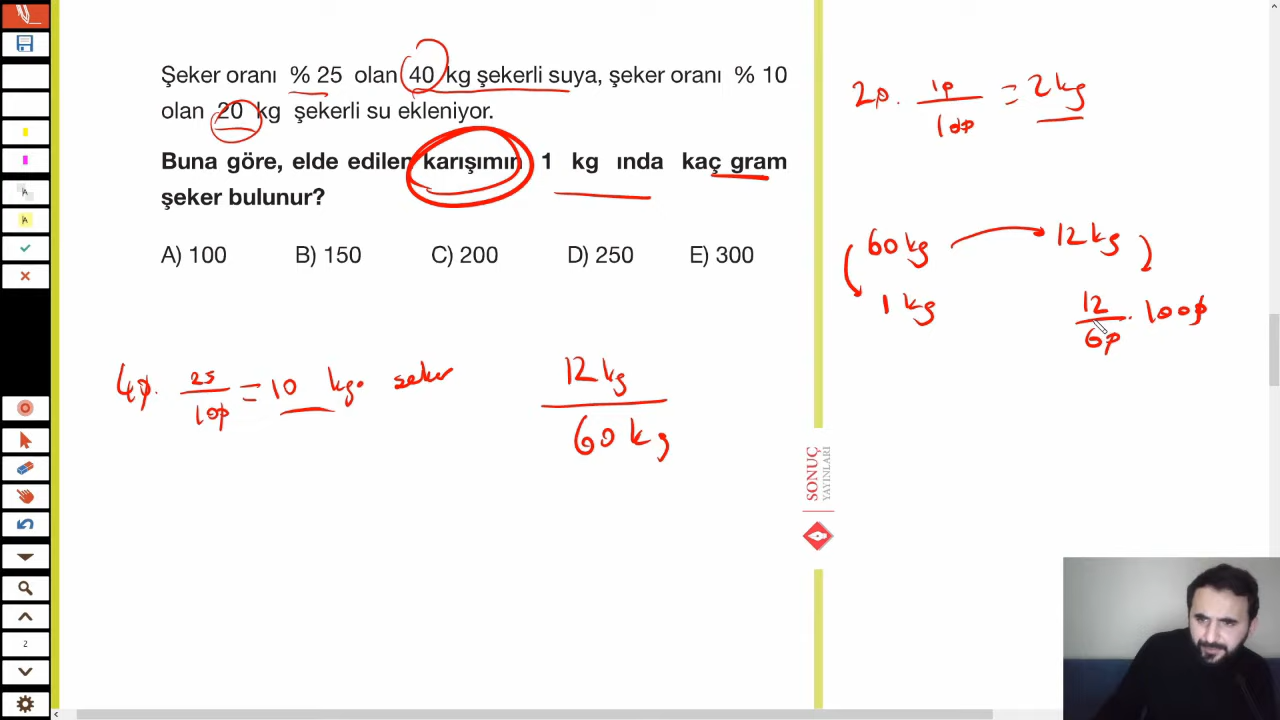 Şeker oranı % 25 olan 40 kg şekerli suya, şeker oranı % 10
olan 20 kg şekerli su ekleniyor.
Buna göre, elde edilen karışımın 1 kg ında kaç gram
şeker bulunur?
A) 100 B) 150 C) 200 D) 250 E) 300
40. 25/100 = 10 kg. şeker
12 kg
60 kg
20. 10/100 = 2 kg
60 kg 12 kg
1 kg 12/60 . 1000
SONUÇ
YAYINLARI
A
A
2